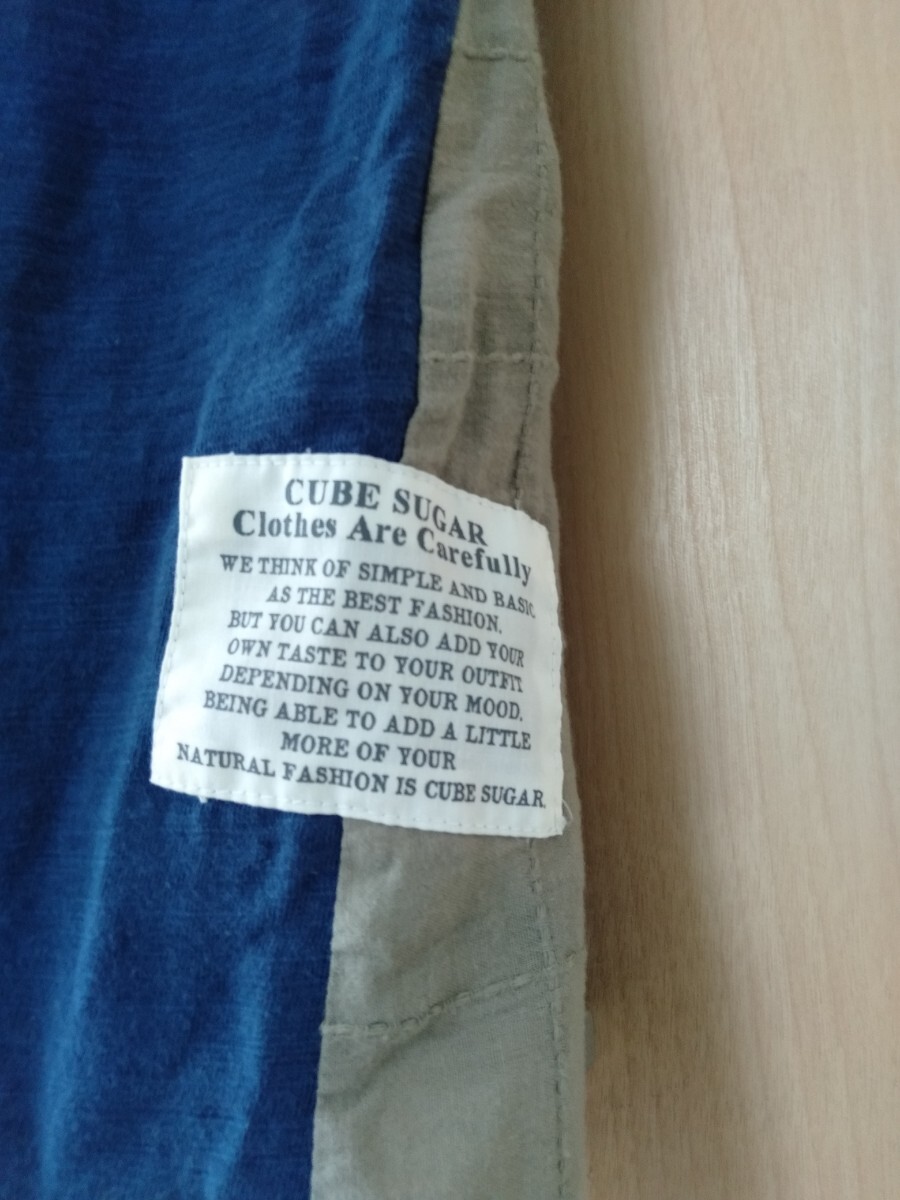 CUBE SUGAR
Clothes Are Carefully
WE THINK OF SIMPLE AND BASIC
AS THE BEST FASHION.
BUT YOU CAN ALSO ADD YOUR
OWN TASTE TO YOUR OUTFIT
DEPENDING ON YOUR MOOD.
BEING ABLE TO ADD A LITTLE
MORE OF YOUR
NATURAL FASHION IS CUBE SUGAR.